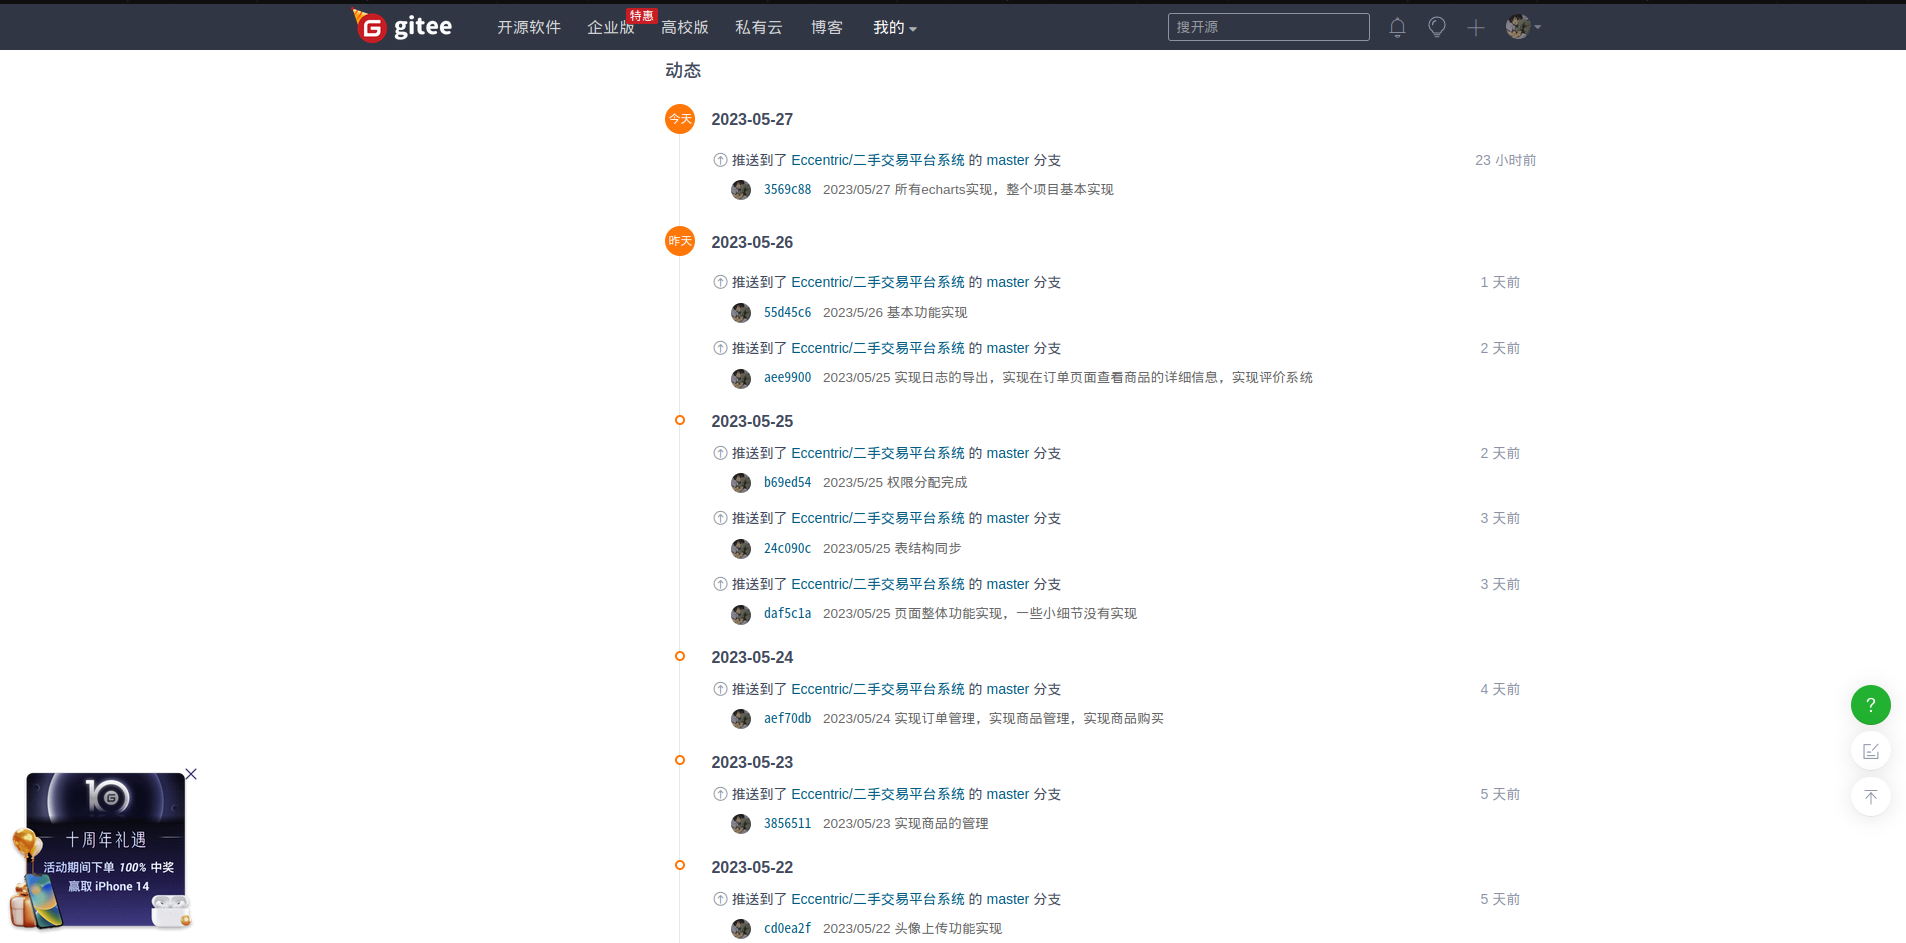 gitee 开源软件 企业版 特惠 高校版 私有云 博客 我的 搜开源
动态
今天 2023-05-27
推送到了 Eccentric/二手交易平台系统 的 master 分支 23 小时前
3569c88 2023/05/27 所有echarts实现，整个项目基本实现
昨天 2023-05-26
推送到了 Eccentric/二手交易平台系统 的 master 分支 1 天前
55d45c6 2023/5/26 基本功能实现
推送到了 Eccentric/二手交易平台系统 的 master 分支 2 天前
aee9900 2023/05/25 实现日志的导出，实现在订单页面查看商品的详细信息，实现评价系统
2023-05-25
推送到了 Eccentric/二手交易平台系统 的 master 分支 2 天前
b69ed54 2023/5/25 权限分配完成
推送到了 Eccentric/二手交易平台系统 的 master 分支 3 天前
24c090c 2023/05/25 表结构同步
推送到了 Eccentric/二手交易平台系统 的 master 分支 3 天前
daf5c1a 2023/05/25 页面整体功能实现，一些小细节没有实现
2023-05-24
推送到了 Eccentric/二手交易平台系统 的 master 分支 4 天前
aef70db 2023/05/24 实现订单管理，实现商品管理，实现商品购买
2023-05-23
推送到了 Eccentric/二手交易平台系统 的 master 分支 5 天前
3856511 2023/05/23 实现商品的管理
2023-05-22
推送到了 Eccentric/二手交易平台系统 的 master 分支 5 天前
cd0ea2f 2023/05/22 头像上传功能实现
?
10
十周年礼遇
活动期间下单 100% 中奖
赢取 iPhone 14